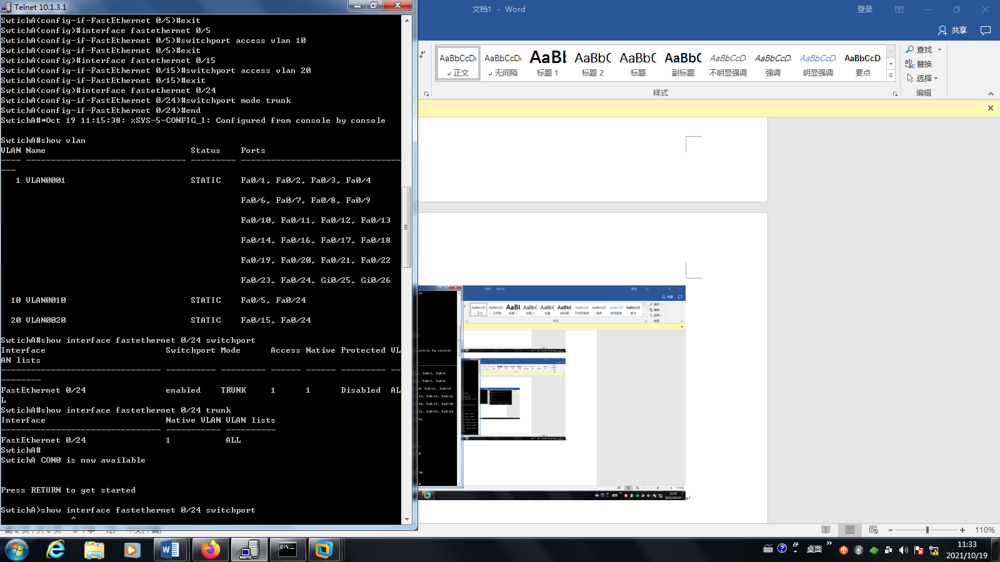 Telnet 10.1.3.1
文档1 - Word
登录
SwtichA(config-if-FastEthernet 0/5)#exit
SwtichA(config)#interface fastethernet 0/5
SwtichA(config-if-FastEthernet 0/5)#switchport access vlan 10
SwtichA(config-if-FastEthernet 0/5)#exit
SwtichA(config)#interface fastethernet 0/15
SwtichA(config-if-FastEthernet 0/15)#switchport access vlan 20
SwtichA(config-if-FastEthernet 0/15)#exit
SwtichA(config)#interface fastethernet 0/24
SwtichA(config-if-FastEthernet 0/24)#switchport mode trunk
SwtichA(config-if-FastEthernet 0/24)#end
SwtichA#*Oct 19 11:15:38: %SYS-5-CONFIG_I: Configured from console by console
SwtichA#show vlan
VLAN Name Status Ports
---- -------------------------------- --------- --------------------------------
---
1 VLAN0001 STATIC Fa0/1, Fa0/2, Fa0/3, Fa0/4
Fa0/6, Fa0/7, Fa0/8, Fa0/9
Fa0/10, Fa0/11, Fa0/12, Fa0/13
Fa0/14, Fa0/16, Fa0/17, Fa0/18
Fa0/19, Fa0/20, Fa0/21, Fa0/22
Fa0/23, Fa0/24, Gi0/25, Gi0/26
10 VLAN0010 STATIC Fa0/5, Fa0/24
20 VLAN0020 STATIC Fa0/15, Fa0/24
SwtichA#show interface fastethernet 0/24 switchport
Interface Switchport Mode Access Native Protected VL
AN lists
-------------------------------- ---------- --------- ------ ------ --------- --
--------
FastEthernet 0/24 enabled TRUNK 1 1 Disabled AL
L
SwtichA#show interface fastethernet 0/24 trunk
Interface Native VLAN VLAN lists
-------------------------------- ----------- ----------
FastEthernet 0/24 1 ALL
SwtichA#
SwtichA CON0 is now available
Press RETURN to get started
SwtichA>show interface fastethernet 0/24 switchport
^
共享
AaBbCcDc AaBbCcDc AaBl AaBbC AaBbC AaBbC AaBbCcD AaBbCcD AaBbCcD AaBbCcD
正文 无间隔 标题 1 标题 2 标题 副标题 不明显强调 强调 明显强调 要点
样式
查找
替换
选择
编辑
110%
桌面
11:33
2021/10/19